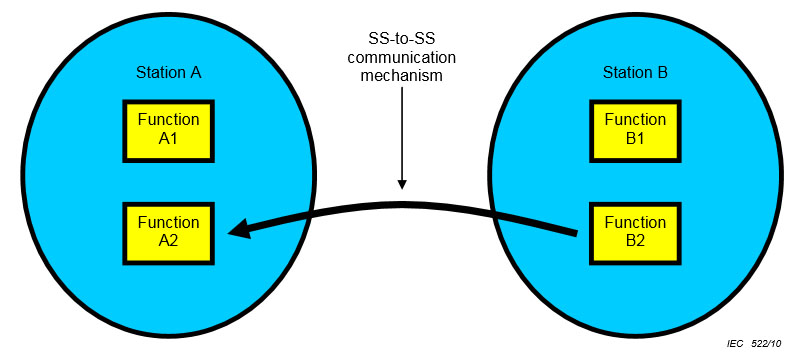 SS-to-SS
communication
mechanism
Station A
Function
A1
Function
A2
Station B
Function
B1
Function
B2
IEC 522/10